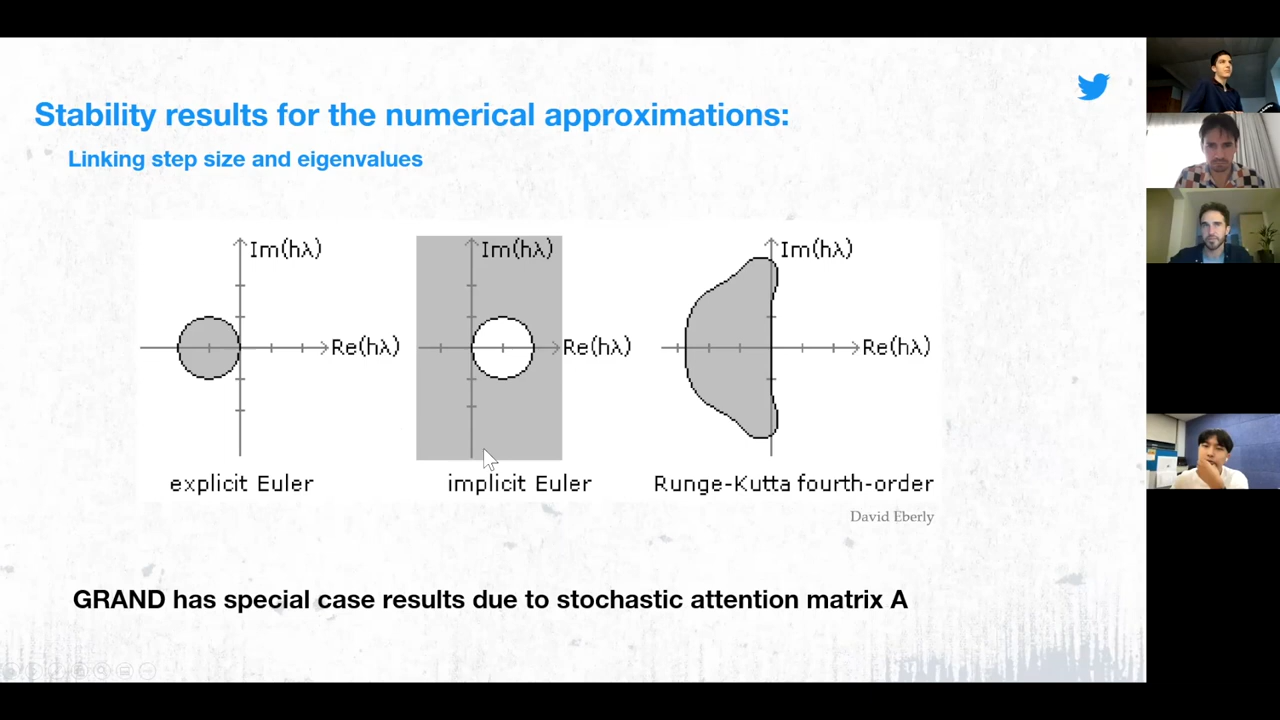 Stability results for the numerical approximations:
Linking step size and eigenvalues
Im(hλ)
Re(hλ)
explicit Euler
Im(hλ)
Re(hλ)
implicit Euler
Im(hλ)
Re(hλ)
Runge-Kutta fourth-order
David Eberly
GRAND has special case results due to stochastic attention matrix A